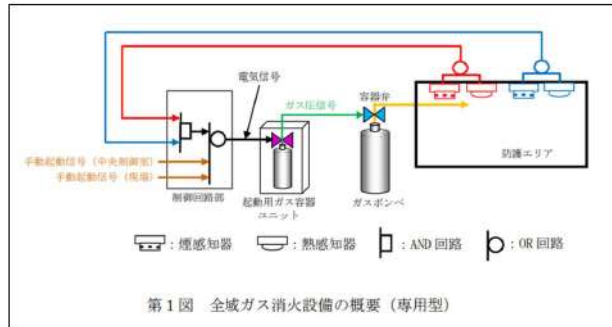 電気信号
ガス圧信号
容器弁
手動起動信号（中央制御室）
手動起動信号（現場）
制御回路部
起動用ガス容器
ユニット
ガスボンベ
防護エリア
：煙感知器
：熱感知器
：AND 回路
：OR 回路
第1図　全域ガス消火設備の概要（専用型）